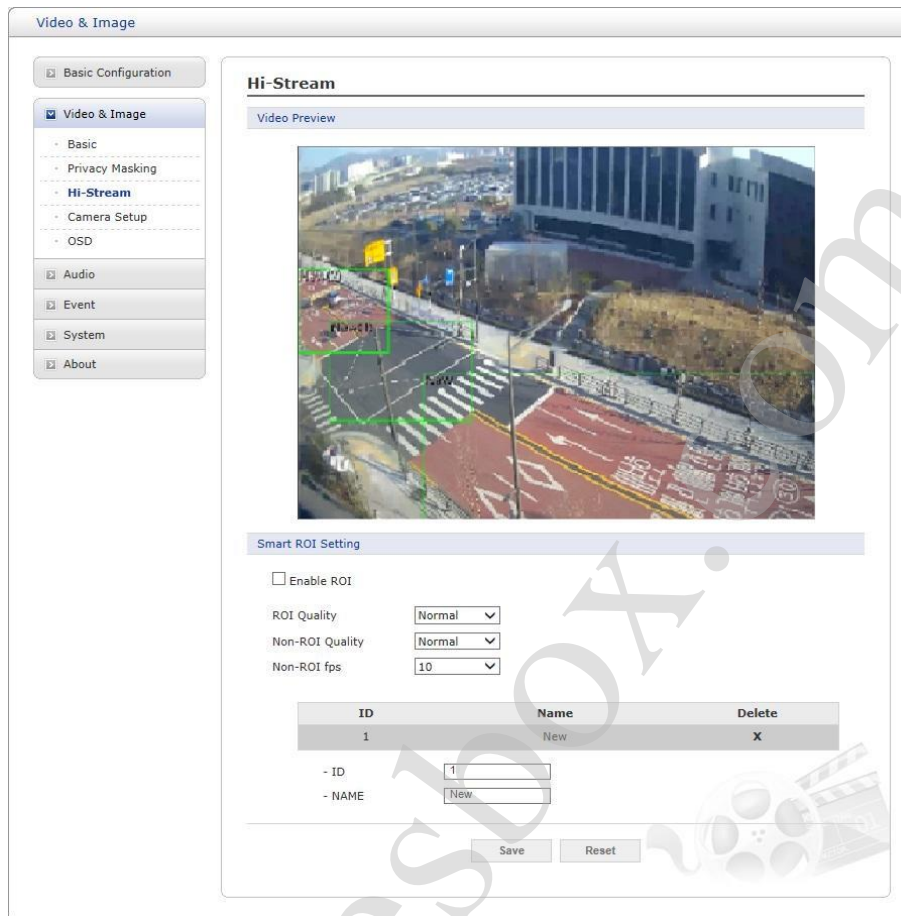 Video & Image
Basic Configuration
Video & Image
Basic
Privacy Masking
Hi-Stream
Camera Setup
OSD
Audio
Event
System
About
Hi-Stream
Video Preview
New
Smart ROI Setting
Enable ROI
ROI Quality Normal
Non-ROI Quality Normal
Non-ROI fps 10
ID Name Delete
1 New X
- ID 1
- NAME New
Save Reset